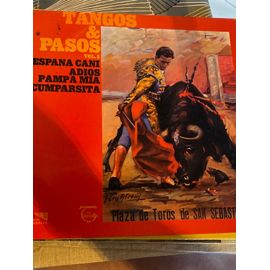 TANGOS
&
PASOS
VOL. 2
ESPANA CANI
ADIOS
PAMPA MIA
CUMPARSITA
Plaza de Toros de SAN SEBAST